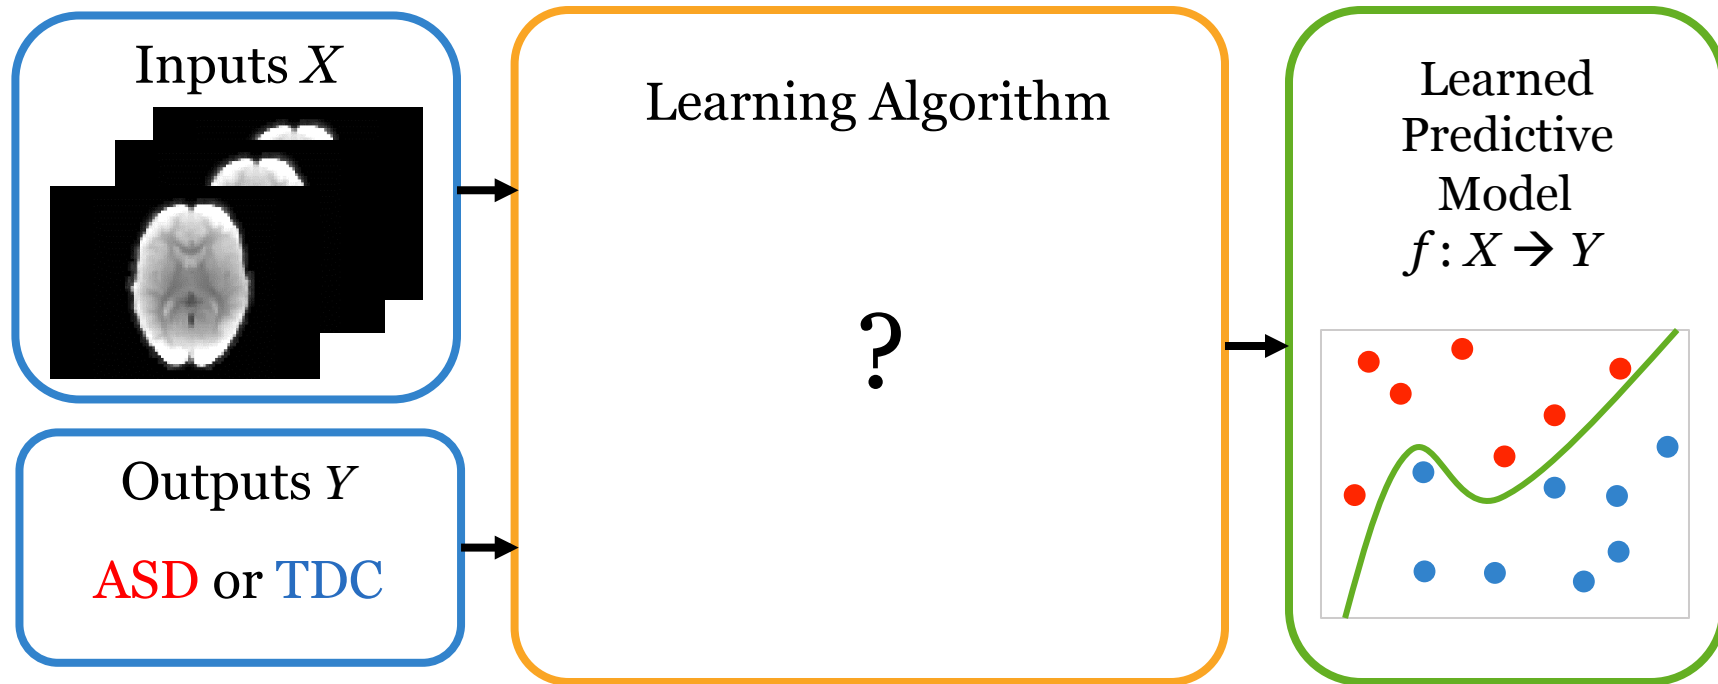 Inputs X
Outputs Y
ASD or TDC
Learning Algorithm
?
Learned
Predictive
Model
f : X → Y